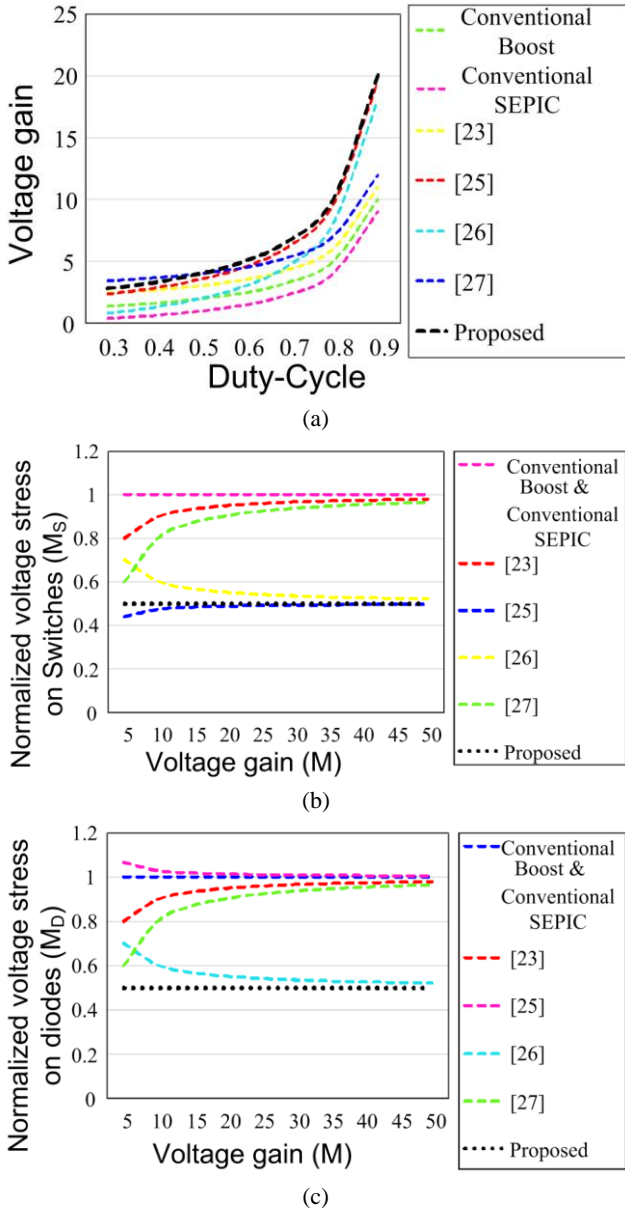 25
20
15
10
5
0
Voltage gain
0.3 0.4 0.5 0.6 0.7 0.8 0.9
Duty-Cycle
Conventional
Boost
Conventional
SEPIC
[23]
[25]
[26]
[27]
Proposed
(a)
Normalized voltage stress
on Switches (MS)
1.2
1
0.8
0.6
0.4
0.2
0
5 10 15 20 25 30 35 40 45 50
Voltage gain (M)
Conventional
Boost &
Conventional
SEPIC
[23]
[25]
[26]
[27]
Proposed
(b)
Normalized voltage stress
on diodes (MD)
1.2
1
0.8
0.6
0.4
0.2
0
5 10 15 20 25 30 35 40 45 50
Voltage gain (M)
Conventional
Boost &
Conventional
SEPIC
[23]
[25]
[26]
[27]
Proposed
(c)